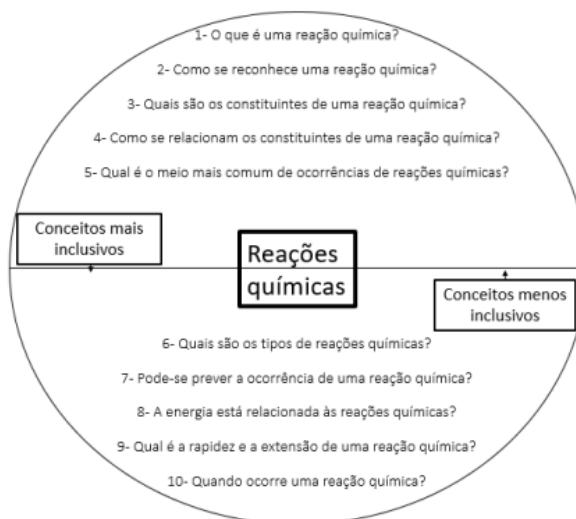 1- O que é uma reação química?
2- Como se reconhece uma reação química?
3- Quais são os constituintes de uma reação química?
4- Como se relacionam os constituintes de uma reação química?
5- Qual é o meio mais comum de ocorrências de reações químicas?
Conceitos mais
inclusivos
Reações
químicas
Conceitos menos
inclusivos
6- Quais são os tipos de reações químicas?
7- Pode-se prever a ocorrência de uma reação química?
8- A energia está relacionada às reações químicas?
9- Qual é a rapidez e a extensão de uma reação química?
10- Quando ocorre uma reação química?